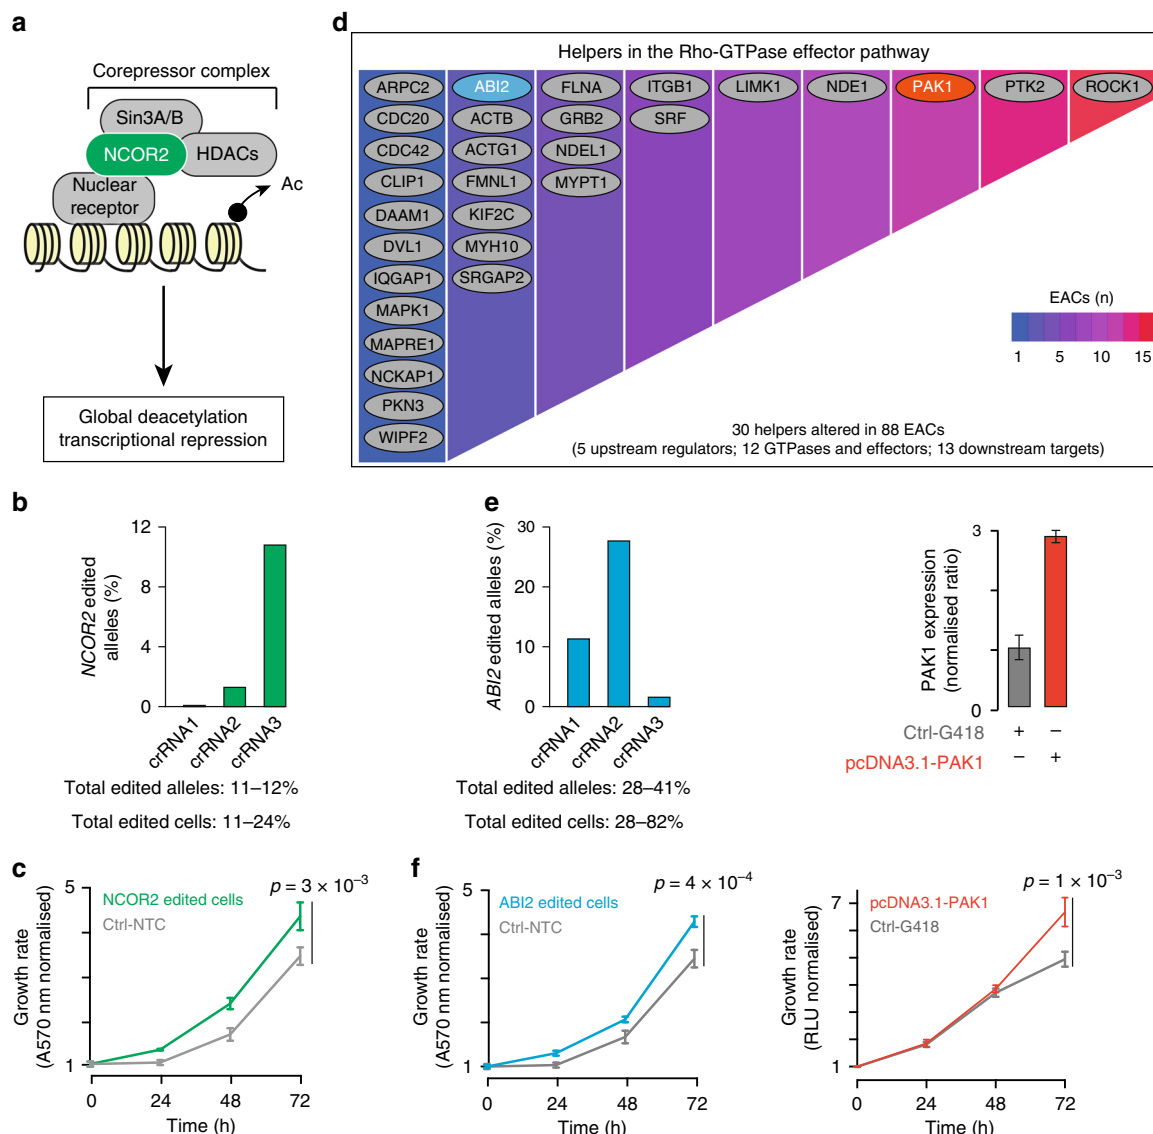 a
Corepressor complex
Sin3A/B
NCOR2
HDACs
Nuclear
receptor
Ac
Global deacetylation
transcriptional repression
d
Helpers in the Rho-GTPase effector pathway
ARPC2 ABI2 FLNA ITGB1 LIMK1 NDE1 PAK1 PTK2 ROCK1
CDC20 ACTB GRB2 SRF
CDC42 ACTG1 NDEL1
CLIP1 FMNL1 MYPT1
DAAM1 KIF2C
DVL1 MYH10
IQGAP1 SRGAP2
MAPK1
MAPRE1
NCKAP1
PKN3
WIPF2
EACs (n)
1 5 10 15
30 helpers altered in 88 EACs
(5 upstream regulators; 12 GTPases and effectors; 13 downstream targets)
b
NCOR2 edited
alleles (%)
12
8
4
0
crRNA1 crRNA2 crRNA3
Total edited alleles: 11–12%
Total edited cells: 11–24%
e
ABI2 edited alleles (%)
30
20
10
0
crRNA1 crRNA2 crRNA3
Total edited alleles: 28–41%
Total edited cells: 28–82%
PAK1 expression
(normalised ratio)
3
0
Ctrl-G418 + –
pcDNA3.1-PAK1 – +
c
Growth rate
(A570 nm normalised)
5
1
NCOR2 edited cells
Ctrl-NTC
p = 3 × 10⁻³
0 24 48 72
Time (h)
f
Growth rate
(A570 nm normalised)
5
1
ABI2 edited cells
Ctrl-NTC
p = 4 × 10⁻⁴
0 24 48 72
Time (h)
Growth rate
(RLU normalised)
7
1
pcDNA3.1-PAK1
Ctrl-G418
p = 1 × 10⁻³
0 24 48 72
Time (h)